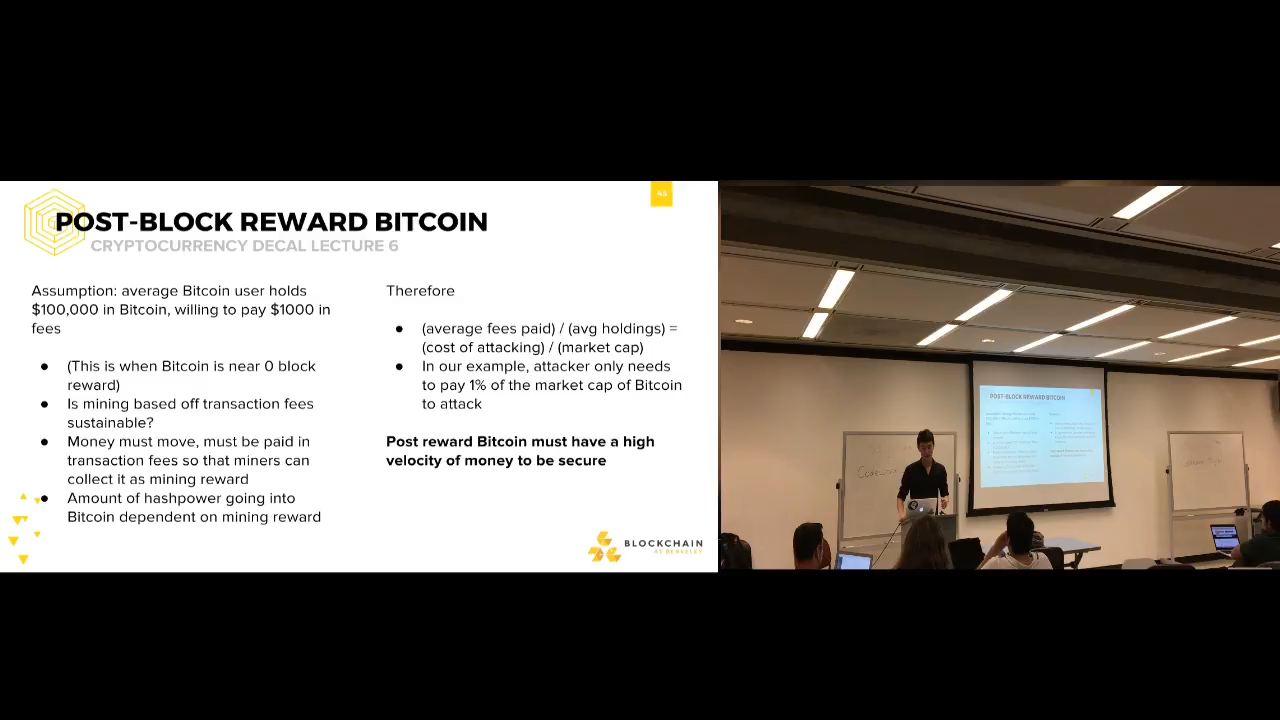 45
POST-BLOCK REWARD BITCOIN
CRYPTOCURRENCY DECAL LECTURE 6
Assumption: average Bitcoin user holds
$100,000 in Bitcoin, willing to pay $1000 in
fees
● (This is when Bitcoin is near 0 block
reward)
● Is mining based off transaction fees
sustainable?
● Money must move, must be paid in
transaction fees so that miners can
collect it as mining reward
● Amount of hashpower going into
Bitcoin dependent on mining reward
Therefore
● (average fees paid) / (avg holdings) =
(cost of attacking) / (market cap)
● In our example, attacker only needs
to pay 1% of the market cap of Bitcoin
to attack
Post reward Bitcoin must have a high
velocity of money to be secure
BLOCKCHAIN
AT BERKELEY
POST-BLOCK REWARD BITCOIN